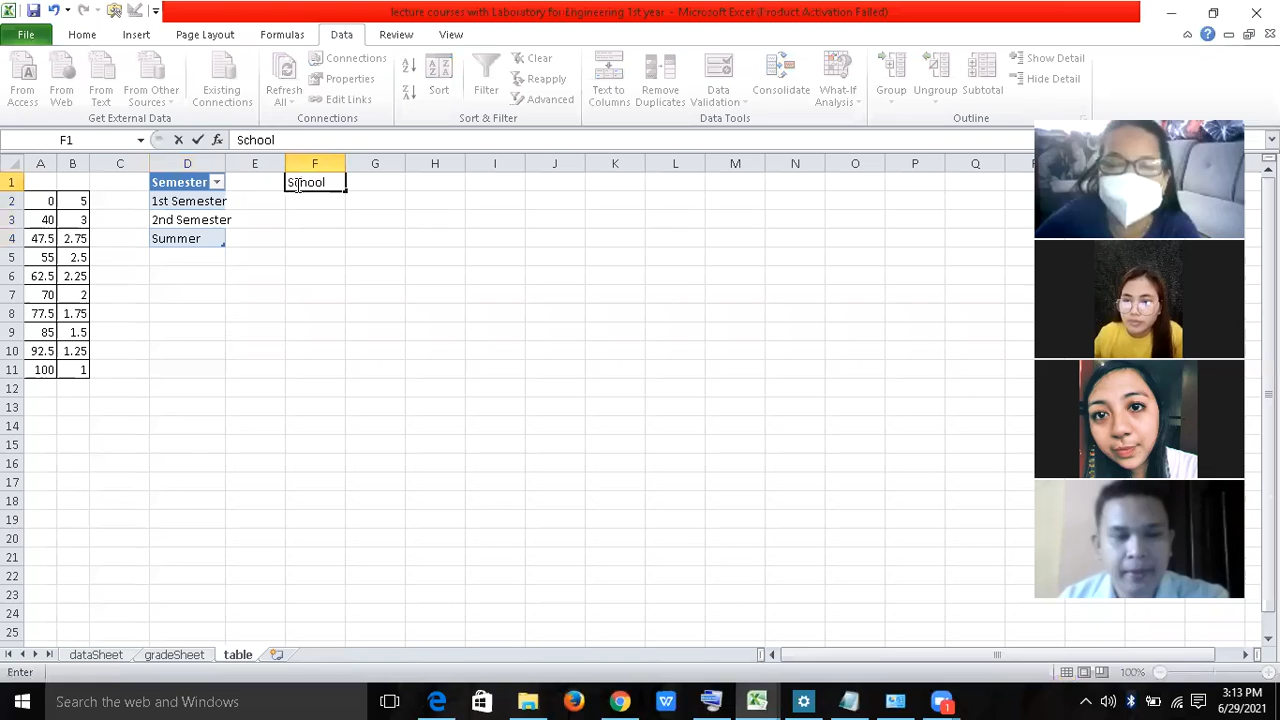 lecture courses with Laboratory for Engineering 1st year - Microsoft Excel (Product Activation Failed)
File Home Insert Page Layout Formulas Data Review View
From Access
From Web
From Text
From Other Sources
Existing Connections
Get External Data
Refresh All
Connections
Properties
Edit Links
Connections
Sort
Filter
Clear
Reapply
Advanced
Sort & Filter
Text to Columns
Remove Duplicates
Data Validation
Consolidate
What-If Analysis
Data Tools
Group
Ungroup
Subtotal
Show Detail
Hide Detail
Outline
F1 fx School
A B C D E F G H I J K L M N O P Q
1 Semester School
2 0 5 1st Semester
3 40 3 2nd Semester
4 47.5 2.75 Summer
5 55 2.5
6 62.5 2.25
7 70 2
8 77.5 1.75
9 85 1.5
10 92.5 1.25
11 100 1
12
13
14
15
16
17
18
19
20
21
22
23
24
25
dataSheet gradeSheet table
Enter 100%
Search the web and Windows
1
3:13 PM
6/29/2021